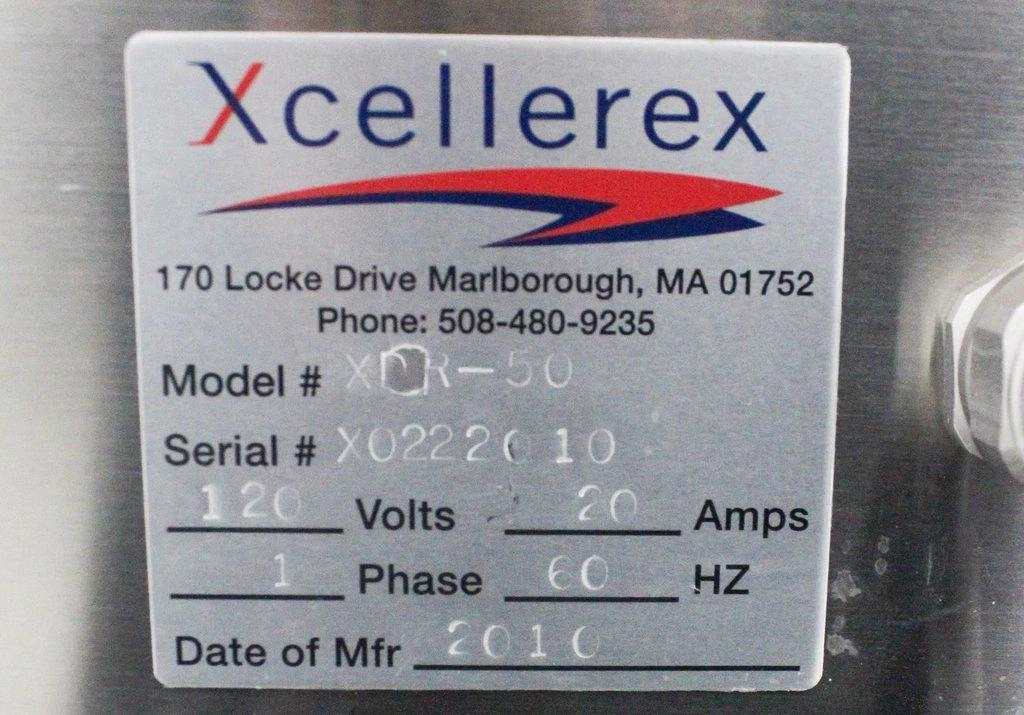 Xcellerex
170 Locke Drive Marlborough, MA 01752
Phone: 508-480-9235
Model # XDR-50
Serial #
120 Volts 20 Amps
1 Phase 60 HZ
Date of Mfr 2010